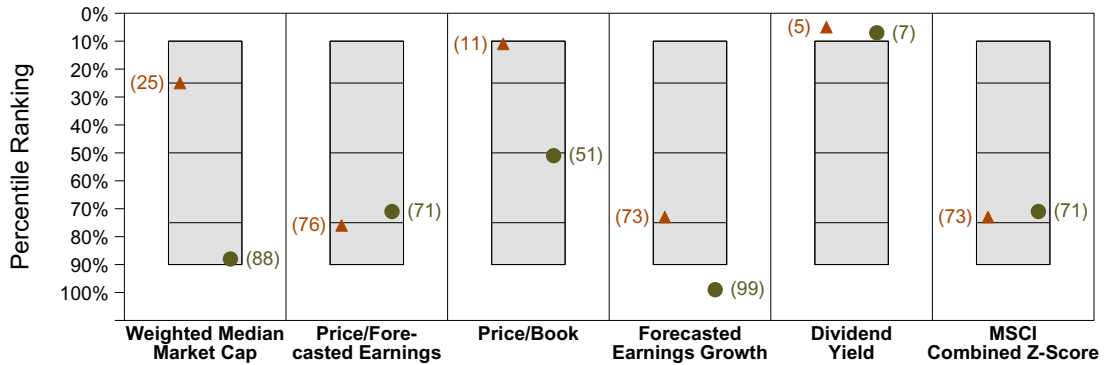 Percentile Ranking
0%
10%
20%
30%
40%
50%
60%
70%
80%
90%
100%
(25)
(88)
(76)
(71)
(11)
(51)
(73)
(99)
(5)
(7)
(73)
(71)
Weighted Median
Market Cap
Price/Fore-
casted Earnings
Price/Book
Forecasted
Earnings Growth
Dividend
Yield
MSCI
Combined Z-Score